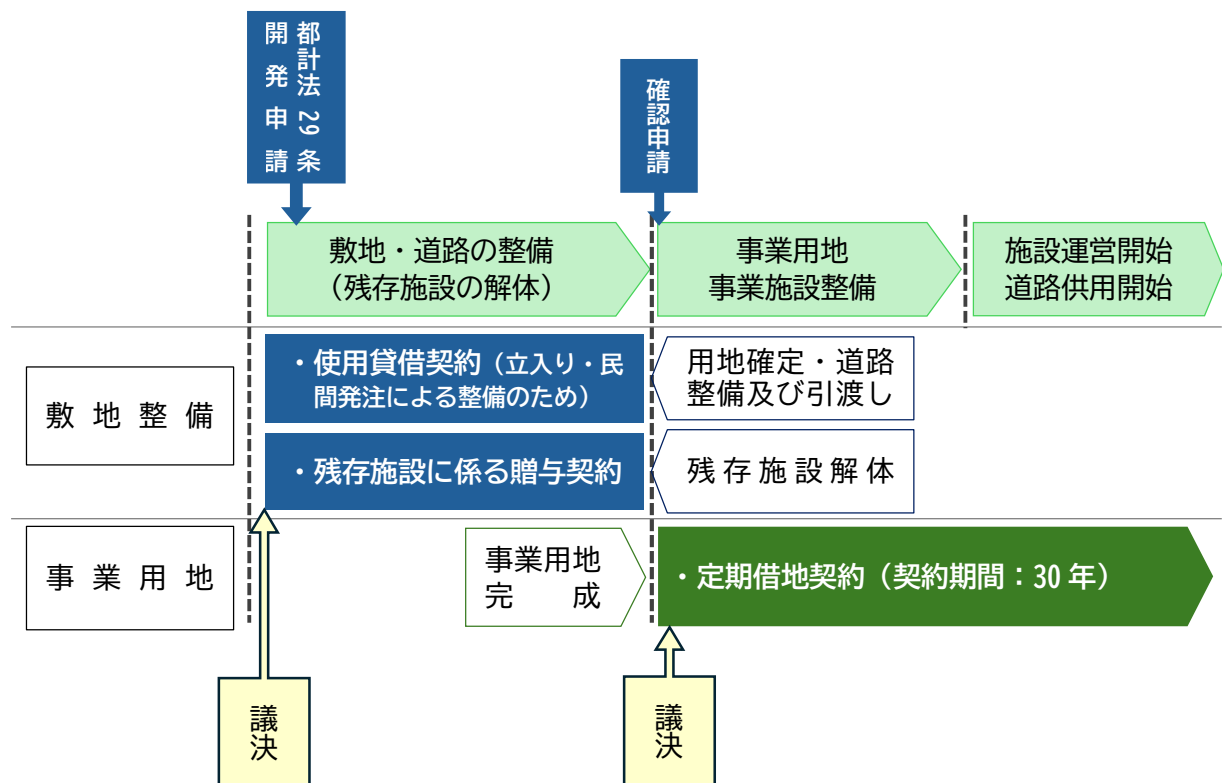 都計法 29 条
開発申請
確認申請
敷地・道路の整備
（残存施設の解体）
事業用地
事業施設整備
施設運営開始
道路供用開始
敷地整備
・使用貸借契約（立入り・民
間発注による整備のため）
用地確定・道路
整備及び引渡し
・残存施設に係る贈与契約
残存施設解体
事業用地
事業用地
完成
・定期借地契約（契約期間：30 年）
議決
議決